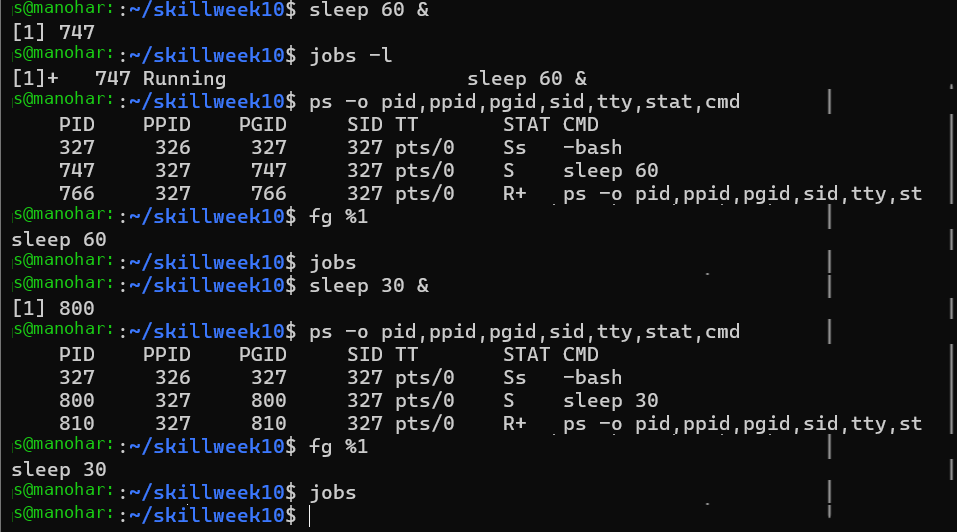 s@manohar::~/skillweek10$ sleep 60 &
[1] 747
s@manohar::~/skillweek10$ jobs -l
[1]+   747 Running                    sleep 60 &
s@manohar::~/skillweek10$ ps -o pid,ppid,pgid,sid,tty,stat,cmd
    PID    PPID    PGID     SID TT       STAT CMD
    327     326     327     327 pts/0    Ss   -bash
    747     327     747     327 pts/0    S    sleep 60
    766     327     766     327 pts/0    R+   ps -o pid,ppid,pgid,sid,tty,st
s@manohar::~/skillweek10$ fg %1
sleep 60
s@manohar::~/skillweek10$ jobs
s@manohar::~/skillweek10$ sleep 30 &
[1] 800
s@manohar::~/skillweek10$ ps -o pid,ppid,pgid,sid,tty,stat,cmd
    PID    PPID    PGID     SID TT       STAT CMD
    327     326     327     327 pts/0    Ss   -bash
    800     327     800     327 pts/0    S    sleep 30
    810     327     810     327 pts/0    R+   ps -o pid,ppid,pgid,sid,tty,st
s@manohar::~/skillweek10$ fg %1
sleep 30
s@manohar::~/skillweek10$ jobs
s@manohar::~/skillweek10$